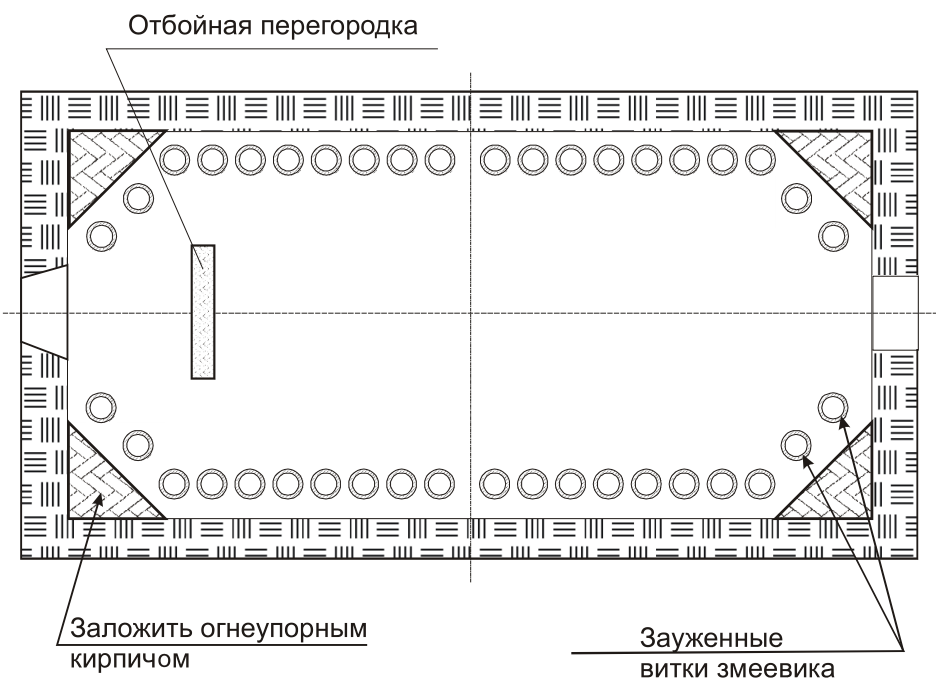 Отбойная перегородка
Заложить огнеупорным
кирпичом
Зауженные
витки змеевика